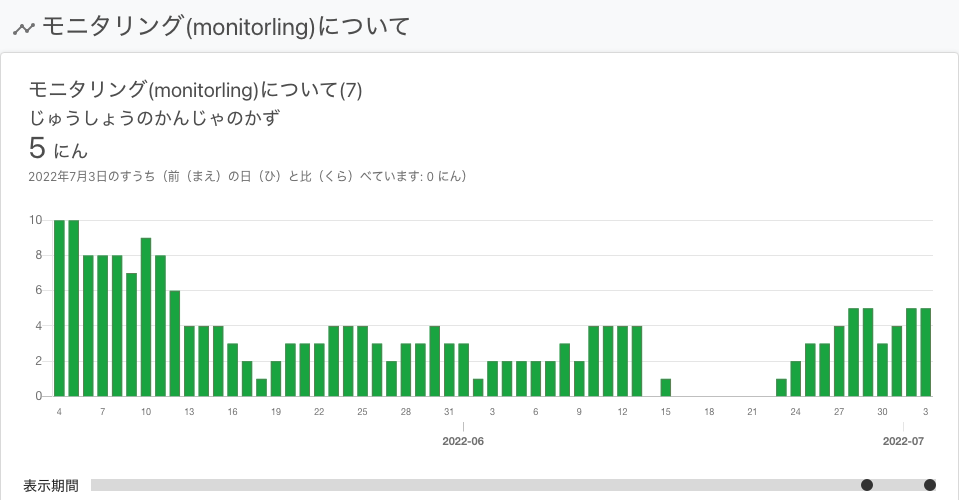 モニタリング(monitorling)について
モニタリング(monitorling)について(7)
じゅうしょうのかんじゃのかず
5 にん
2022年7月3日のすうち（前（まえ）の日（ひ）と比（くら）べています: 0 にん）
10
8
6
4
2
0
4 7 10 13 16 19 22 25 28 31 3 6 9 12 15 18 21 24 27 30 3
2022-06 2022-07
表示期間